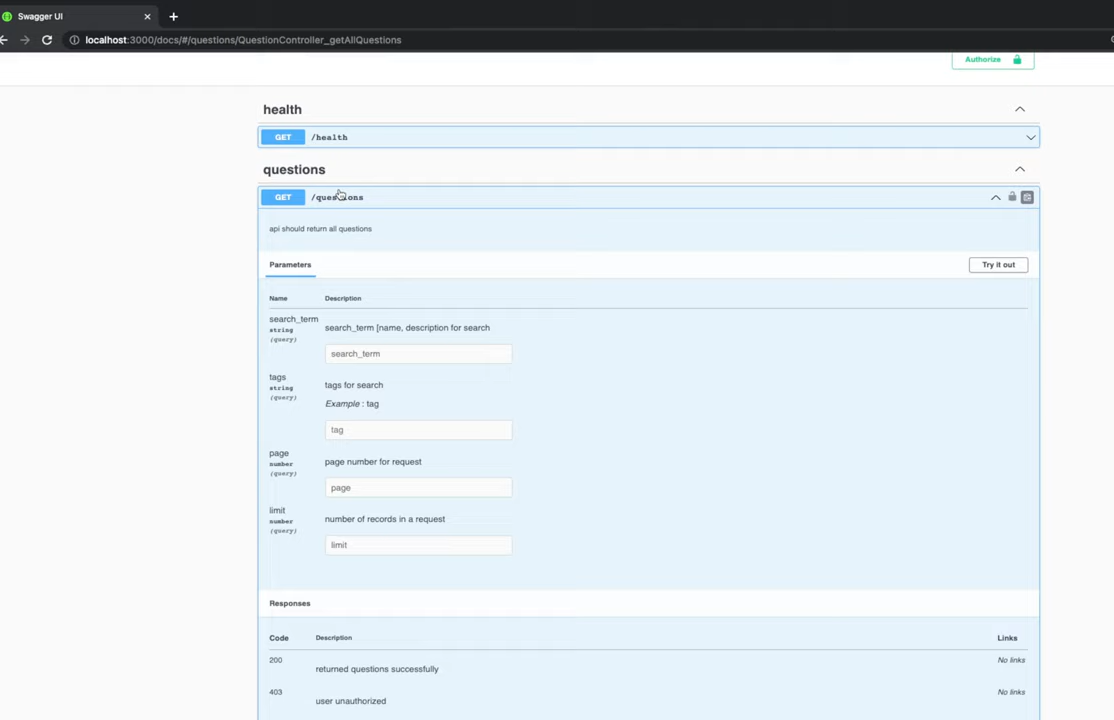 Swagger UI
localhost:3000/docs/#/questions/QuestionController_getAllQuestions
Authorize
health
GET /health
questions
GET /questions
api should return all questions
Parameters
Try it out
Name Description
search_term
string
(query)
search_term [name, description for search
search_term
tags
string
(query)
tags for search
Example : tag
tag
page
number
(query)
page number for request
page
limit
number
(query)
number of records in a request
limit
Responses
Code Description Links
200 returned questions successfully No links
403 user unauthorized No links